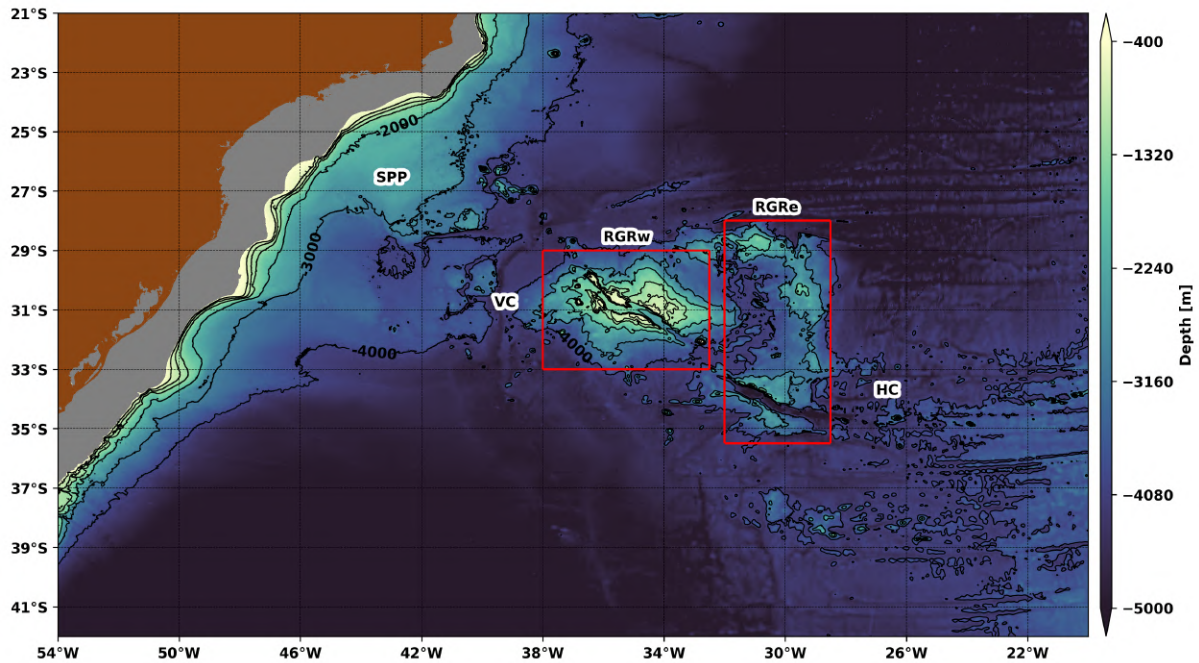 21°S
23°S
25°S
27°S
29°S
31°S
33°S
35°S
37°S
39°S
41°S
54°W
50°W
46°W
42°W
38°W
34°W
30°W
26°W
22°W
-2000
SPP
-3000
RGRe
RGRw
VC
-4000
-4000
HC
−400
−1320
−2240
−3160
−4080
−5000
Depth [m]